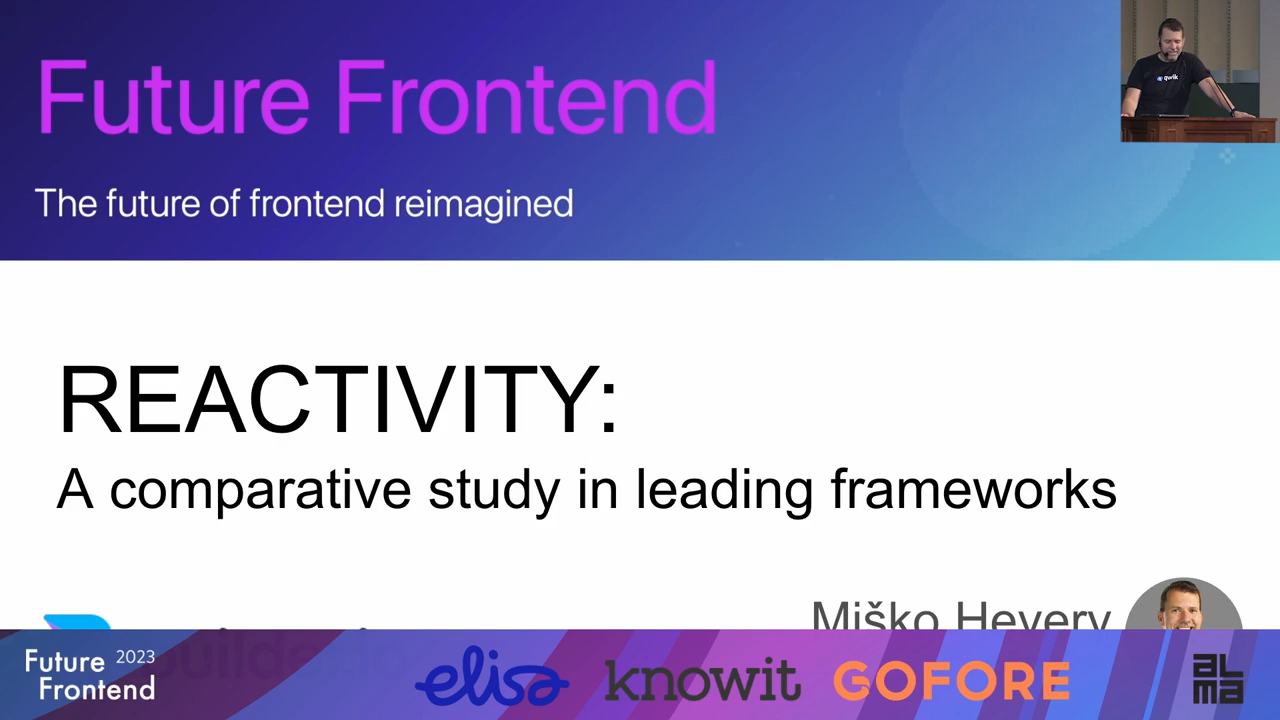 Future Frontend
qwik
The future of frontend reimagined
REACTIVITY:
A comparative study in leading frameworks
Miško Hevery
Future 2023
Frontend
elisa
knowit
GOFORE
ALMA